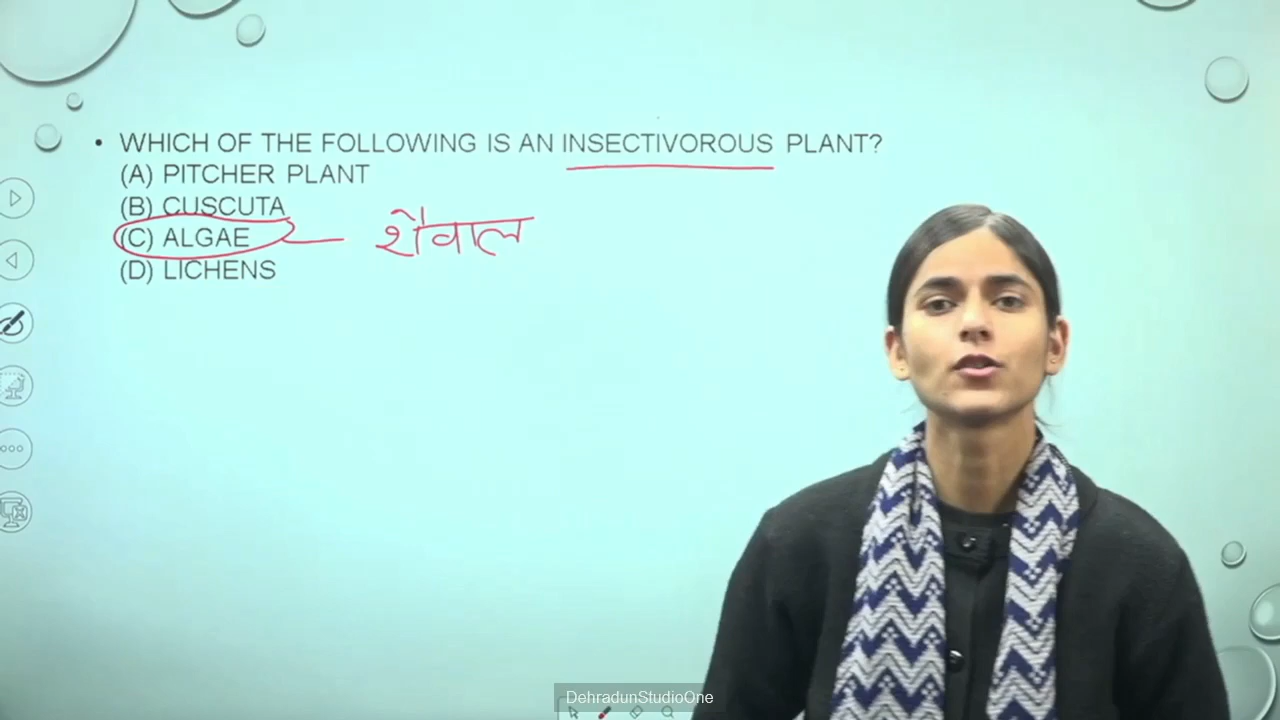 • WHICH OF THE FOLLOWING IS AN INSECTIVOROUS PLANT?
(A) PITCHER PLANT
(B) CUSCUTA
(C) ALGAE शैवाल
(D) LICHENS
DehradunStudioOne